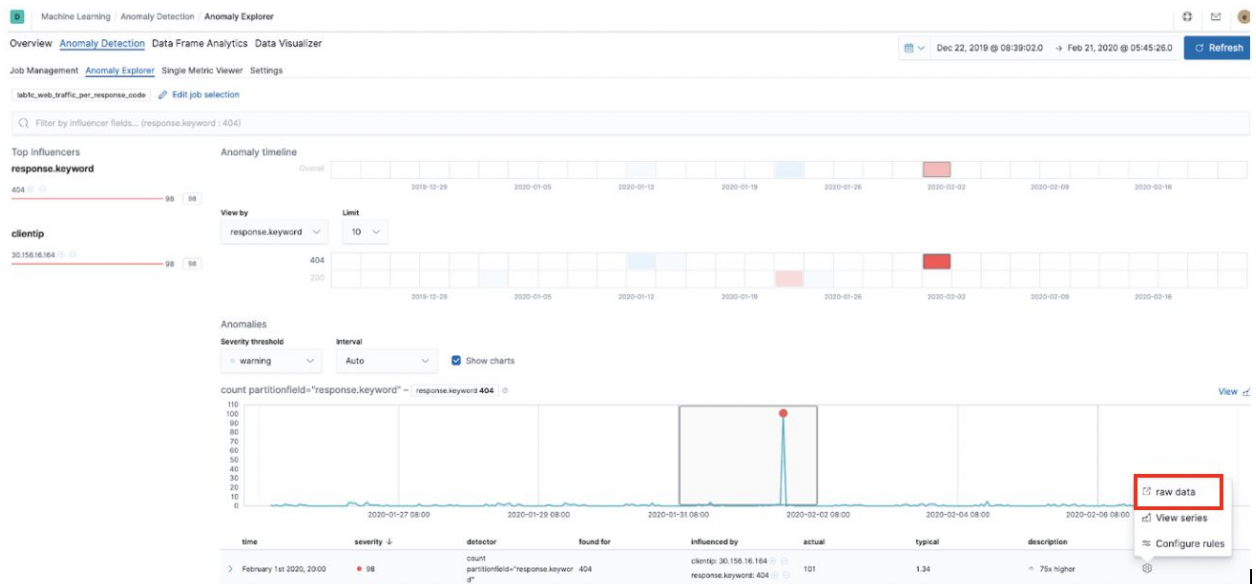 D Machine Learning / Anomaly Detection / Anomaly Explorer
Overview Anomaly Detection Data Frame Analytics Data Visualizer
Dec 22, 2019 @ 08:39:02.0 → Feb 21, 2020 @ 05:45:26.0 Refresh
Job Management Anomaly Explorer Single Metric Viewer Settings
lab1c_web_traffic_per_response_code Edit job selection
Filter by influencer fields... (response.keyword : 404)
Top Influencers
response.keyword
404
98 98
clientip
30.156.16.164
98 98
Anomaly timeline
Overall
2019-12-29 2020-01-05 2020-01-12 2020-01-19 2020-01-26 2020-02-02 2020-02-09 2020-02-16
View by Limit
response.keyword 10
404
200
2019-12-29 2020-01-05 2020-01-12 2020-01-19 2020-01-26 2020-02-02 2020-02-09 2020-02-16
Anomalies
Severity threshold Interval
warning Auto Show charts
count partitionfield="response.keyword" – response.keyword 404
View
110
100
90
80
70
60
50
40
30
20
10
0
2020-01-27 08:00 2020-01-29 08:00 2020-01-31 08:00 2020-02-02 08:00 2020-02-04 08:00 2020-02-06 08:00
raw data
View series
Configure rules
time severity detector found for influenced by actual typical description
February 1st 2020, 20:00 98 count partitionfield="response.keywor d" 404 clientip: 30.156.16.164 101 1.34 75x higher
response.keyword: 404